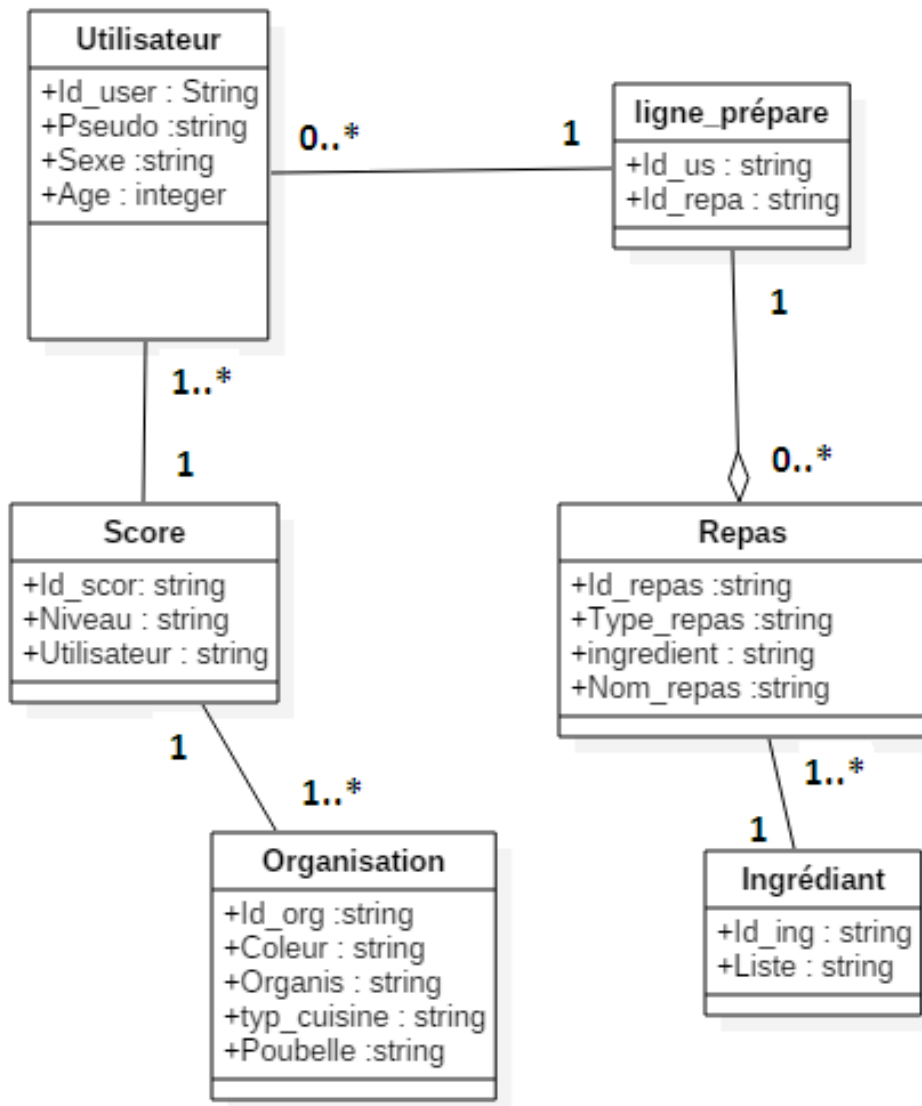 Utilisateur
+Id_user : String
+Pseudo :string
+Sexe :string
+Age : integer
0..*
1
ligne_prépare
+Id_us : string
+Id_repa : string
1
0..*
1..*
1
Score
+Id_scor: string
+Niveau : string
+Utilisateur : string
Repas
+Id_repas :string
+Type_repas :string
+ingredient : string
+Nom_repas :string
1
1..*
1..*
1
Organisation
+Id_org :string
+Coleur : string
+Organis : string
+typ_cuisine : string
+Poubelle :string
Ingrédiant
+Id_ing : string
+Liste : string